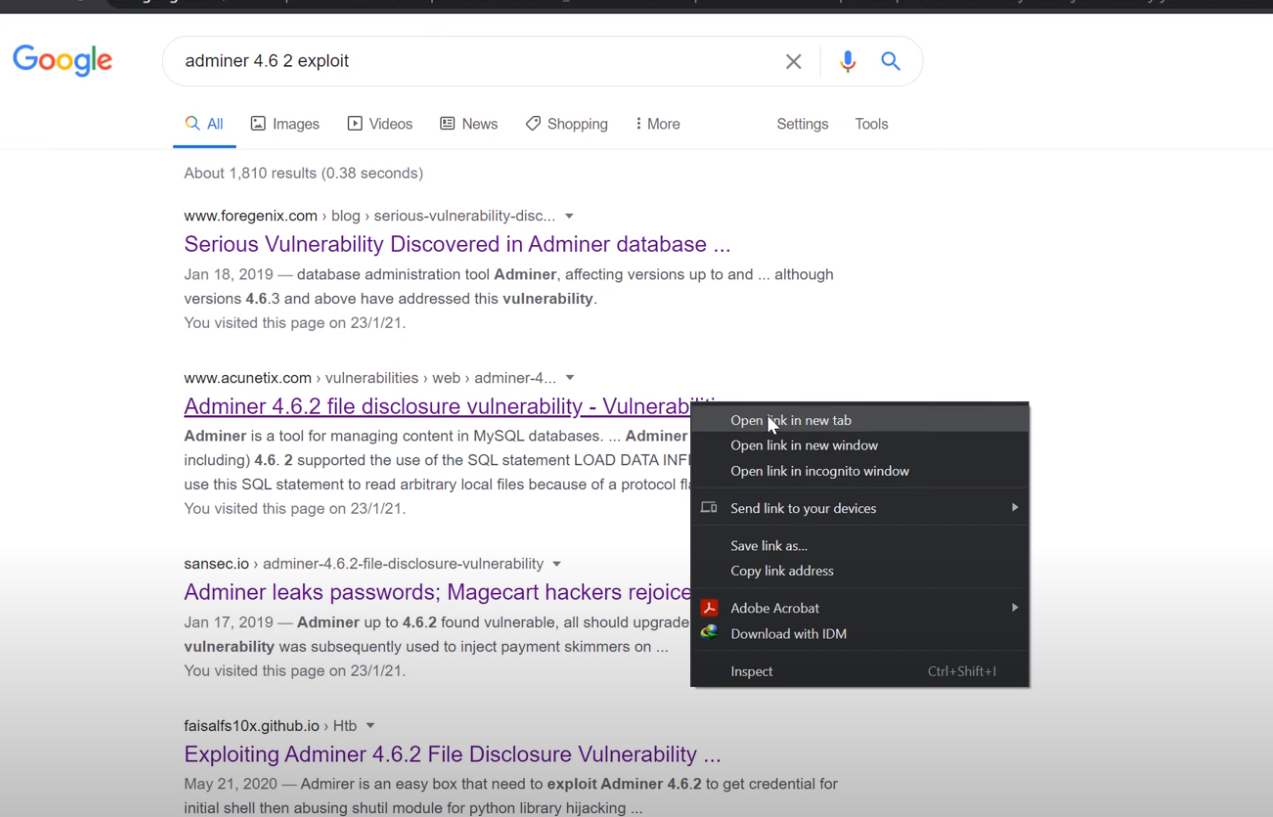 Google
adminer 4.6 2 exploit
All Images Videos News Shopping More Settings Tools
About 1,810 results (0.38 seconds)
www.foregenix.com › blog › serious-vulnerability-disc...
Serious Vulnerability Discovered in Adminer database ...
Jan 18, 2019 — database administration tool Adminer, affecting versions up to and ... although
versions 4.6.3 and above have addressed this vulnerability.
You visited this page on 23/1/21.
www.acunetix.com › vulnerabilities › web › adminer-4...
Adminer 4.6.2 file disclosure vulnerability -
Adminer is a tool for managing content in MySQL databases. ... Adminer
including) 4.6. 2 supported the use of the SQL statement LOAD DATA
use this SQL statement to read arbitrary local files because of a protocol
You visited this page on 23/1/21.
sansec.io › adminer-4.6.2-file-disclosure-vulnerability
Adminer leaks passwords; Magecart hackers rejoice
Jan 17, 2019 — Adminer up to 4.6.2 found vulnerable, all should upgrade
vulnerability was subsequently used to inject payment skimmers on ...
You visited this page on 23/1/21.
faisalfs10x.github.io › Htb
Exploiting Adminer 4.6.2 File Disclosure Vulnerability ...
May 21, 2020 — Admirer is an easy box that need to exploit Adminer 4.6.2 to get credential for
initial shell then abusing shutil module for python library hijacking ...
Open link in new tab
Open link in new window
Open link in incognito window
Send link to your devices
Save link as...
Copy link address
Adobe Acrobat
Download with IDM
Inspect Ctrl+Shift+I